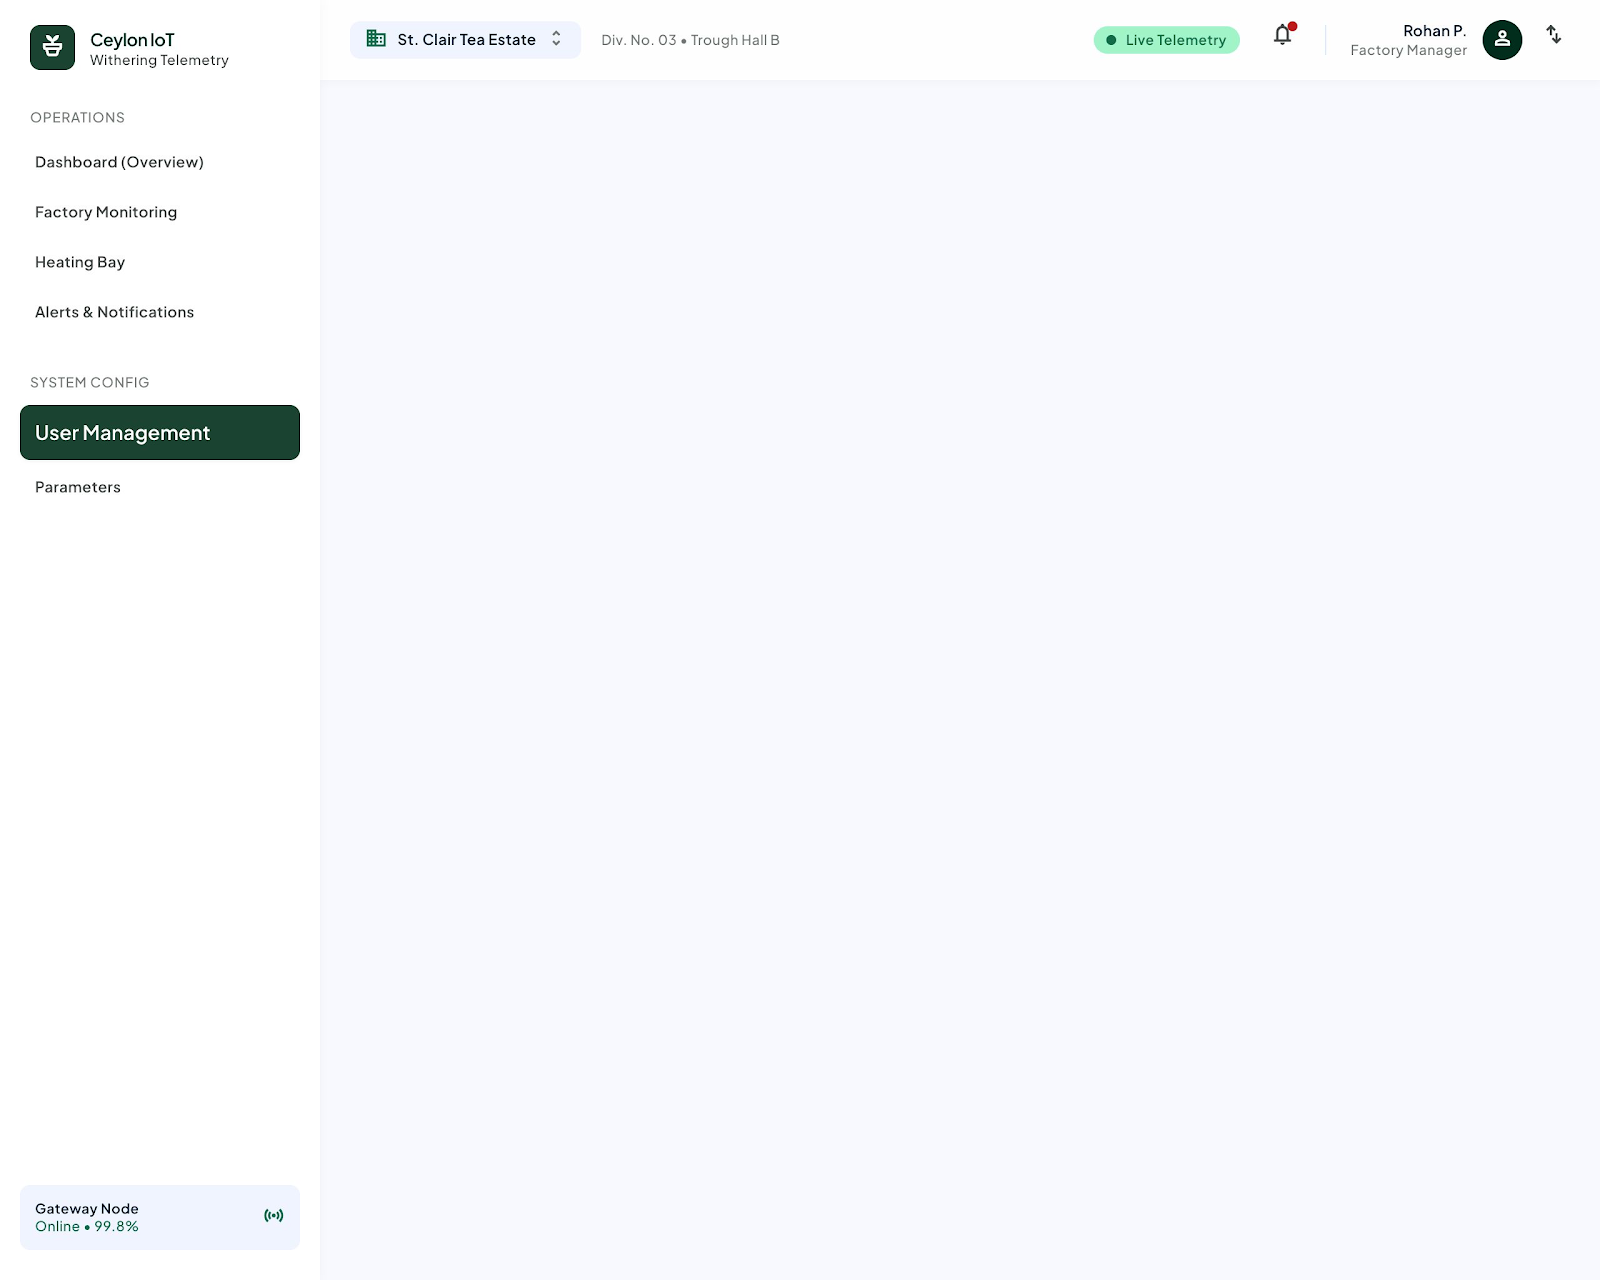 Ceylon IoT
Withering Telemetry
OPERATIONS
Dashboard (Overview)
Factory Monitoring
Heating Bay
Alerts & Notifications
SYSTEM CONFIG
User Management
Parameters
Gateway Node
Online • 99.8%
St. Clair Tea Estate
Div. No. 03 • Trough Hall B
Live Telemetry
Rohan P.
Factory Manager